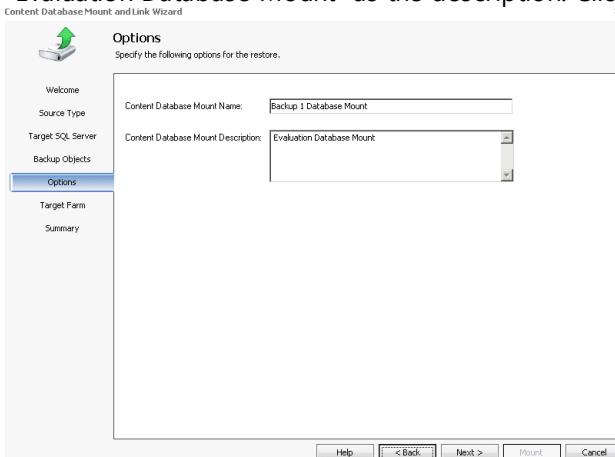 "Evaluation Database Mount" as the description. Clic
Content Database Mount and Link Wizard
Options
Specify the following options for the restore.
Welcome
Source Type
Target SQL Server
Backup Objects
Options
Target Farm
Summary
Content Database Mount Name:
Backup 1 Database Mount
Content Database Mount Description:
Evaluation Database Mount
Help
< Back
Next >
Mount
Cancel